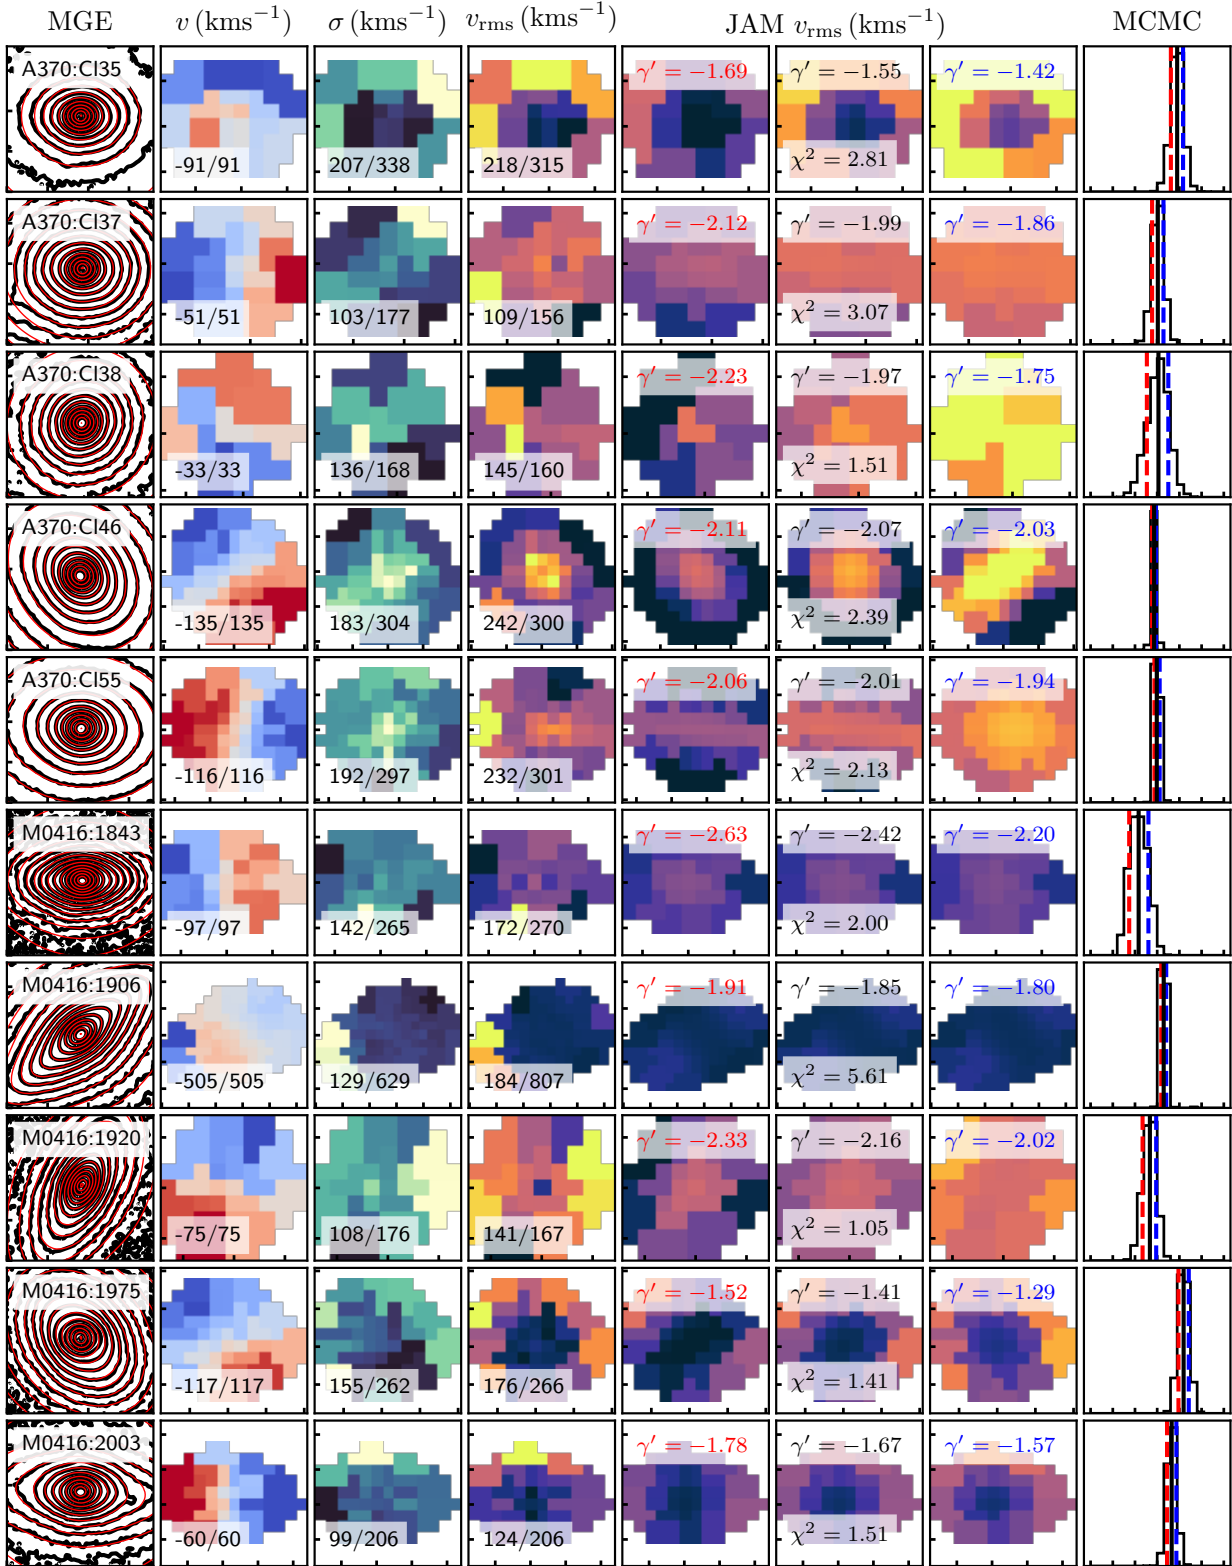 MGE v (kms⁻¹) σ (kms⁻¹) v_rms (kms⁻¹) JAM v_rms (kms⁻¹) MCMC
A370:Cl35 γ′ = −1.69 γ′ = −1.55 γ′ = −1.42
-91/91 207/338 218/315 χ² = 2.81
A370:Cl37 γ′ = −2.12 γ′ = −1.99 γ′ = −1.86
-51/51 103/177 109/156 χ² = 3.07
A370:Cl38 γ′ = −2.23 γ′ = −1.97 γ′ = −1.75
-33/33 136/168 145/160 χ² = 1.51
A370:Cl46 γ′ = −2.11 γ′ = −2.07 γ′ = −2.03
-135/135 183/304 242/300 χ² = 2.39
A370:Cl55 γ′ = −2.06 γ′ = −2.01 γ′ = −1.94
-116/116 192/297 232/301 χ² = 2.13
M0416:1843 γ′ = −2.63 γ′ = −2.42 γ′ = −2.20
-97/97 142/265 172/270 χ² = 2.00
M0416:1906 γ′ = −1.91 γ′ = −1.85 γ′ = −1.80
-505/505 129/629 184/807 χ² = 5.61
M0416:1920 γ′ = −2.33 γ′ = −2.16 γ′ = −2.02
-75/75 108/176 141/167 χ² = 1.05
M0416:1975 γ′ = −1.52 γ′ = −1.41 γ′ = −1.29
-117/117 155/262 176/266 χ² = 1.41
M0416:2003 γ′ = −1.78 γ′ = −1.67 γ′ = −1.57
-60/60 99/206 124/206 χ² = 1.51